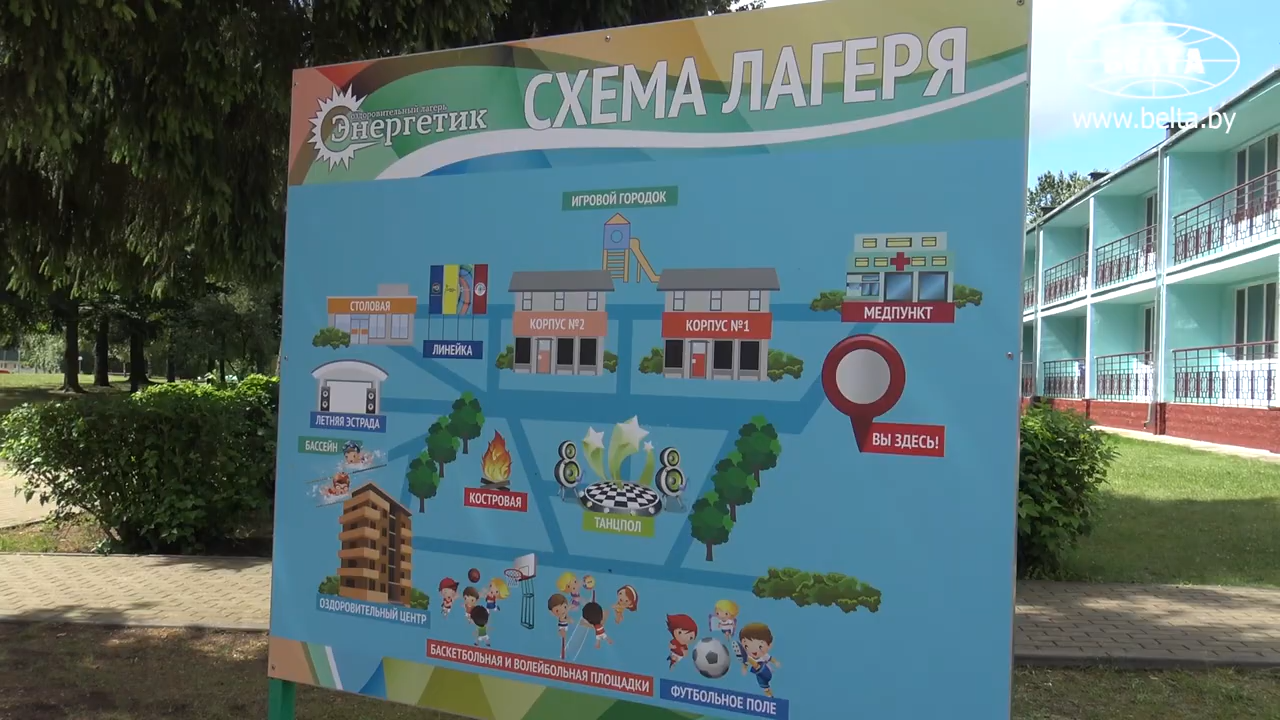 BELTA
www.belta.by
СХЕМА ЛАГЕРЯ
оздоровительный лагерь
Энергетик
ИГРОВОЙ ГОРОДОК
СТОЛОВАЯ
ЛИНЕЙКА
КОРПУС №2
КОРПУС №1
МЕДПУНКТ
ЛЕТНЯЯ ЭСТРАДА
ВЫ ЗДЕСЬ!
БАССЕЙН
КОСТРОВАЯ
ТАНЦПОЛ
ОЗДОРОВИТЕЛЬНЫЙ ЦЕНТР
БАСКЕТБОЛЬНАЯ И ВОЛЕЙБОЛЬНАЯ ПЛОЩАДКИ
ФУТБОЛЬНОЕ ПОЛЕ